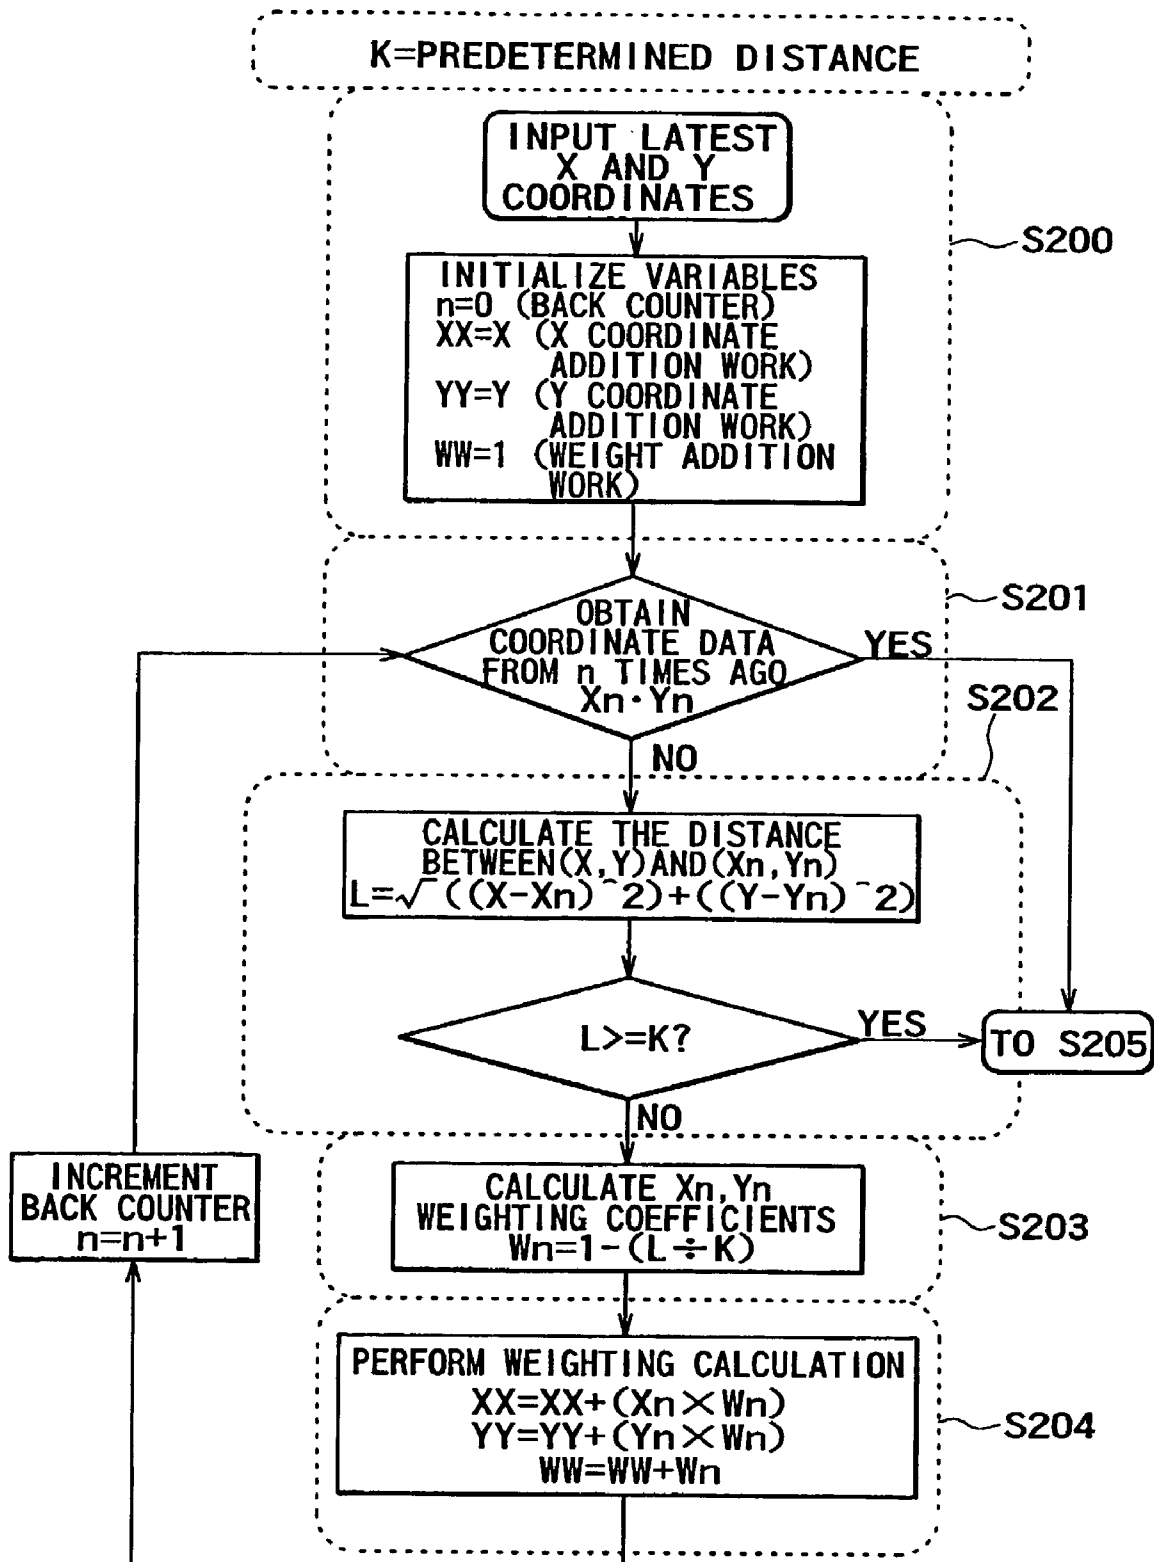 K=PREDETERMINED DISTANCE
INPUT LATEST
X AND Y
COORDINATES
S200
INITIALIZE VARIABLES
n=0 (BACK COUNTER)
XX=X (X COORDINATE
ADDITION WORK)
YY=Y (Y COORDINATE
ADDITION WORK)
WW=1 (WEIGHT ADDITION
WORK)
S201
OBTAIN
COORDINATE DATA
FROM n TIMES AGO
Xn·Yn
YES
S202
NO
CALCULATE THE DISTANCE
BETWEEN(X,Y)AND(Xn,Yn)
L=√((X-Xn)^2)+((Y-Yn)^2)
L>=K?
YES
TO S205
NO
INCREMENT
BACK COUNTER
n=n+1
CALCULATE Xn,Yn
WEIGHTING COEFFICIENTS
Wn=1-(L÷K)
S203
PERFORM WEIGHTING CALCULATION
XX=XX+(Xn×Wn)
YY=YY+(Yn×Wn)
WW=WW+Wn
S204